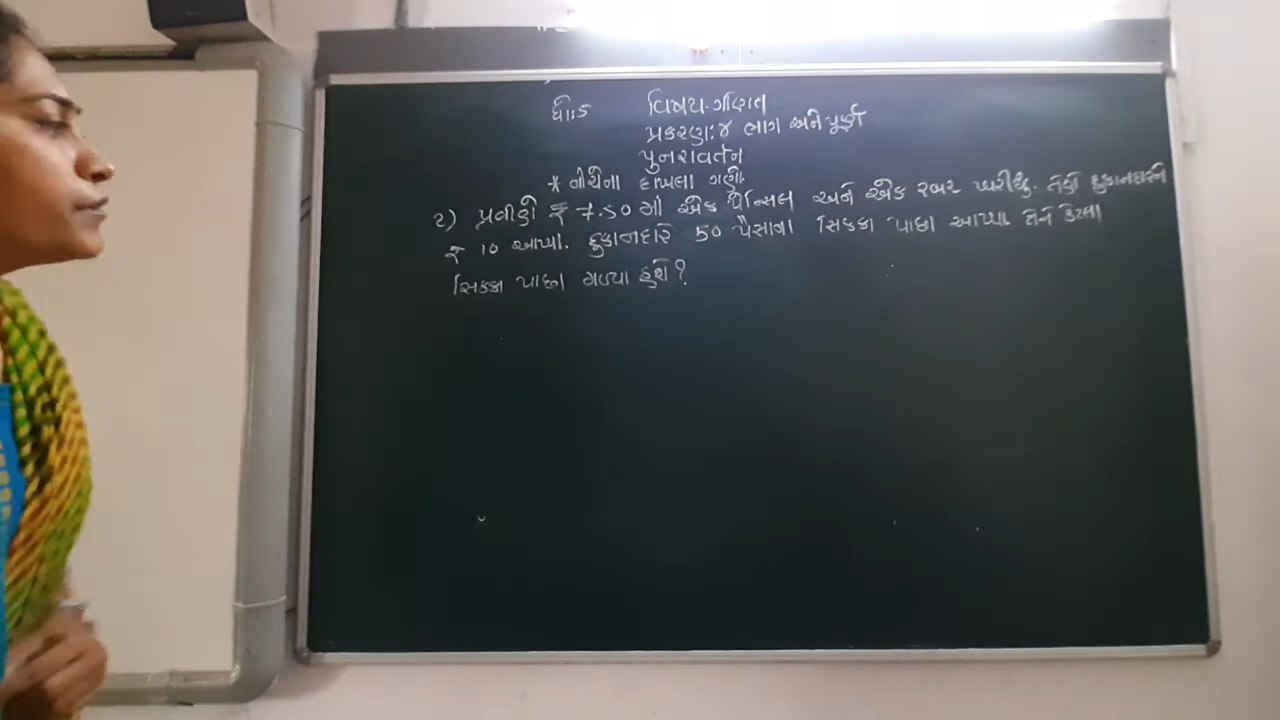 ધો:ડ વિષય-ગણિત
પ્રકરણ:૪ ભાગ અને પૂર્ણ
પુનરાવર્તન
* નીચેના દાખલા ગણો.
૨) પ્રવીણે ₹ 7.50 માં એક પેન્સિલ અને એક રબર ખરીદ્યું. તેણે દુકાનદારને
₹ 10 આપ્યા. દુકાનદારે 50 પૈસાના સિક્કા પાછા આપ્યા તેને કેટલા
સિક્કા પાછા મળ્યા હશે?